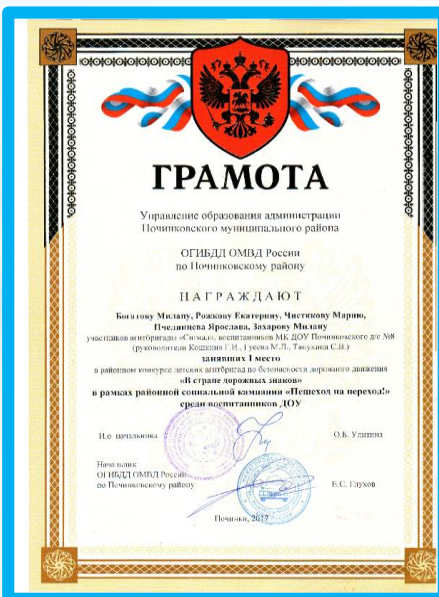 ГРАМОТА
Управление образования администрации
Починковского муниципального района
ОГИБДД ОМВД России
по Починковскому району
НАГРАЖДАЮТ
Богатову Милану, Рожкову Екатерину, Чистякову Марию,
Пчелинцева Ярослава, Захарову Милану
участников агитбригады «Сигнал», воспитанников МК ДОУ Починковского д/с №8
(руководители Кошкина Г.И., Гусева М.Л., С.В.)
занявших I место
в районном конкурсе детских агитбригад по безопасности дорожного движения
«В стране дорожных знаков»
в рамках районной социальной кампании «Пешеход на переход!»
среди воспитанников ДОУ
И.о. начальника О.Б. Улитина
Начальник
ОГИБДД ОМВД России
по Починковскому району В.С. Глухов
Починки, 2017